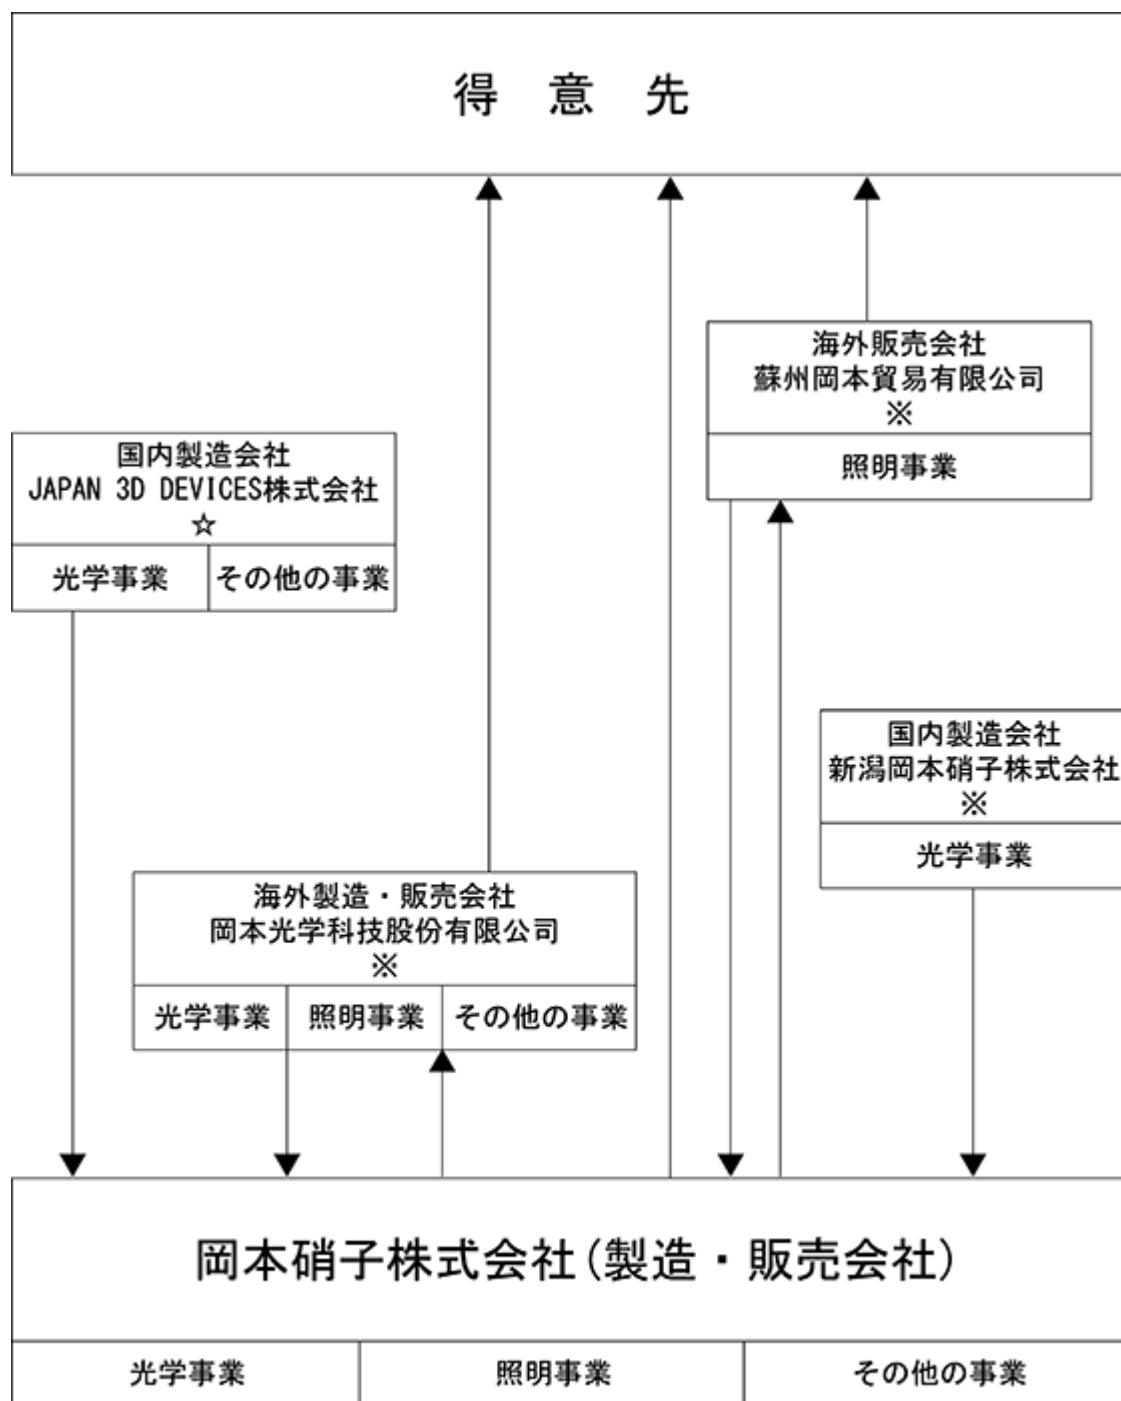 得 意 先
海外販売会社
蘇州岡本貿易有限公司
※
照明事業
国内製造会社
JAPAN 3D DEVICES株式会社
☆
光学事業
その他の事業
国内製造会社
新潟岡本硝子株式会社
※
光学事業
海外製造・販売会社
岡本光学科技股份有限公司
※
光学事業
照明事業
その他の事業
岡本硝子株式会社(製造・販売会社)
光学事業
照明事業
その他の事業